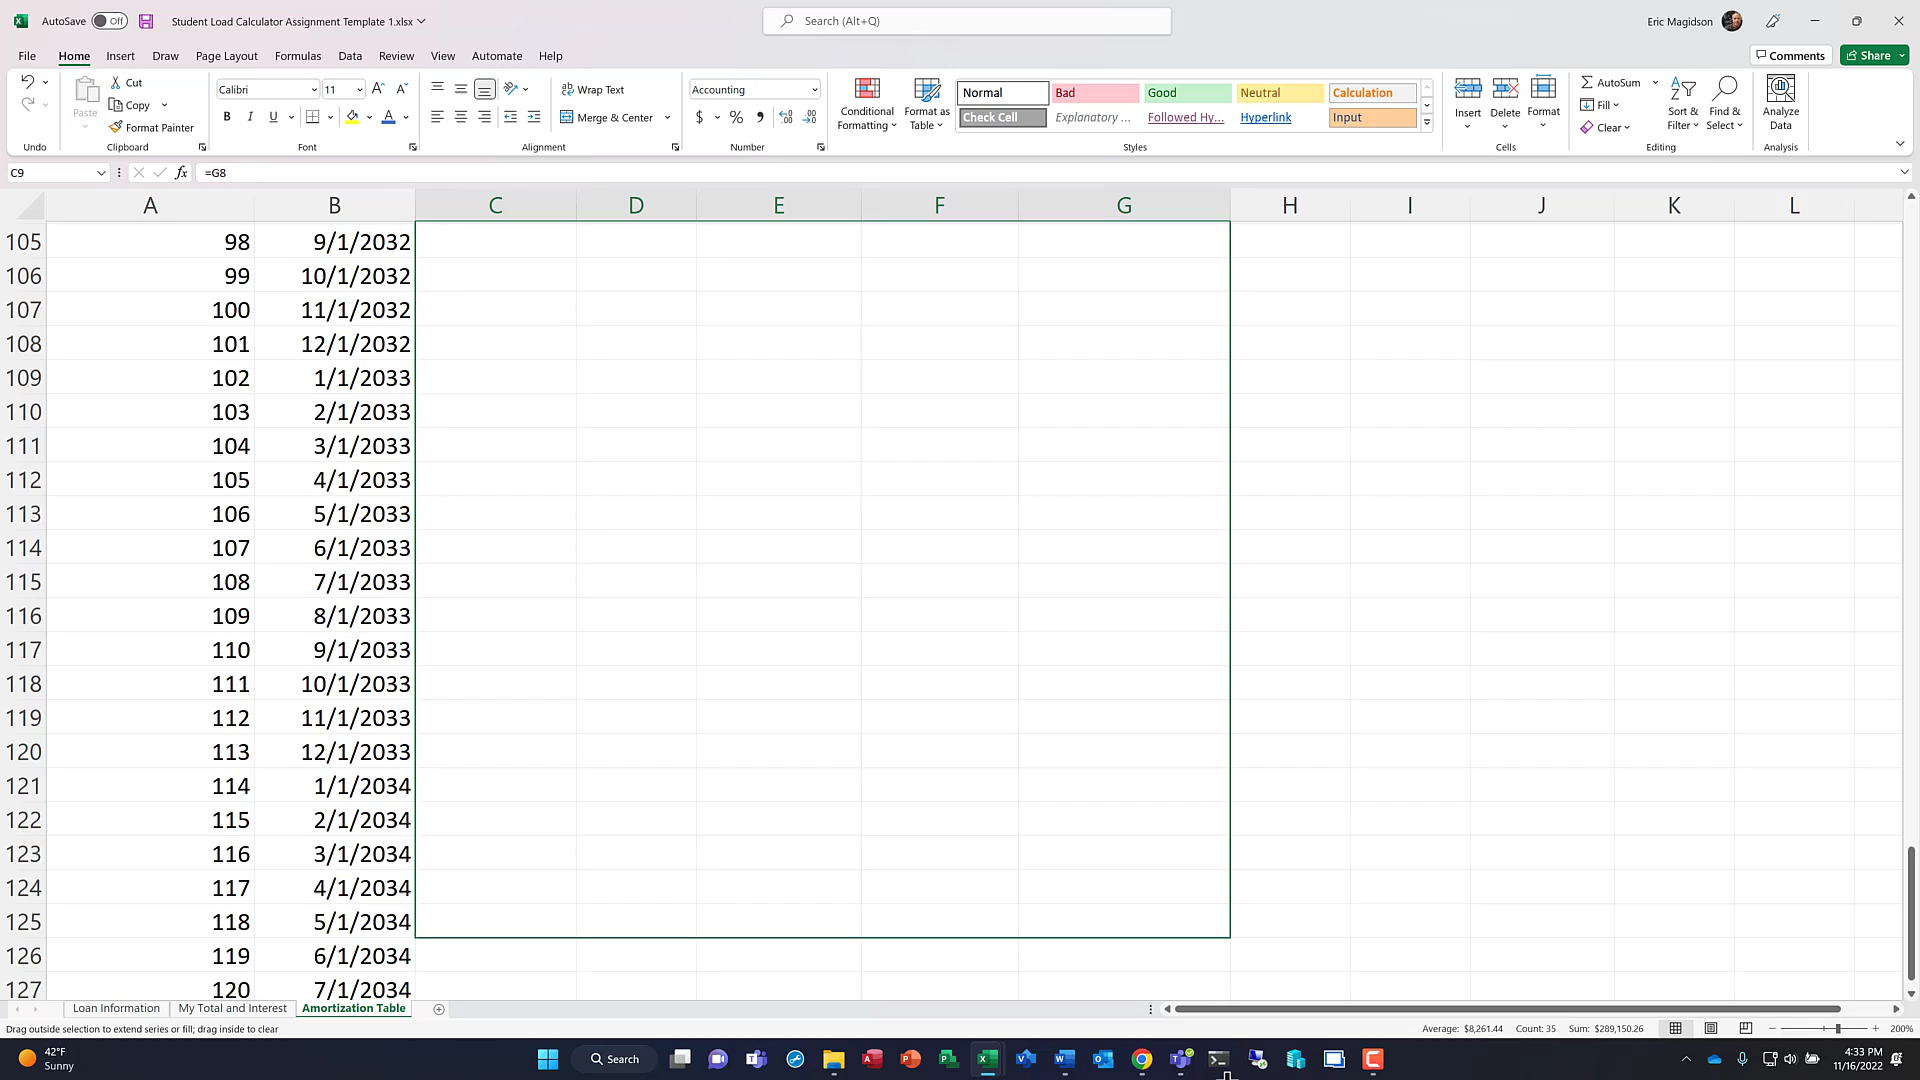 AutoSave Off Student Load Calculator Assignment Template 1.xlsx Search (Alt+Q) Eric Magidson
File Home Insert Draw Page Layout Formulas Data Review View Automate Help Comments Share
Paste Cut Copy Format Painter
Calibri 11
B I U A
Wrap Text
Merge & Center
Accounting
$ % ,
Conditional Formatting
Format as Table
Normal Bad Good Neutral Calculation
Check Cell Explanatory ... Followed Hy... Hyperlink Input
Insert Delete Format
AutoSum
Fill
Clear
Sort & Filter
Find & Select
Analyze Data
Undo Clipboard Font Alignment Number Styles Cells Editing Analysis
C9 fx =G8
A B C D E F G H I J K L
105 98 9/1/2032
106 99 10/1/2032
107 100 11/1/2032
108 101 12/1/2032
109 102 1/1/2033
110 103 2/1/2033
111 104 3/1/2033
112 105 4/1/2033
113 106 5/1/2033
114 107 6/1/2033
115 108 7/1/2033
116 109 8/1/2033
117 110 9/1/2033
118 111 10/1/2033
119 112 11/1/2033
120 113 12/1/2033
121 114 1/1/2034
122 115 2/1/2034
123 116 3/1/2034
124 117 4/1/2034
125 118 5/1/2034
126 119 6/1/2034
127 120 7/1/2034
Loan Information My Total and Interest Amortization Table
Drag outside selection to extend series or fill; drag inside to clear Average: $8,261.44 Count: 35 Sum: $289,150.26 200%
42°F
Sunny
Search
4:33 PM
11/16/2022